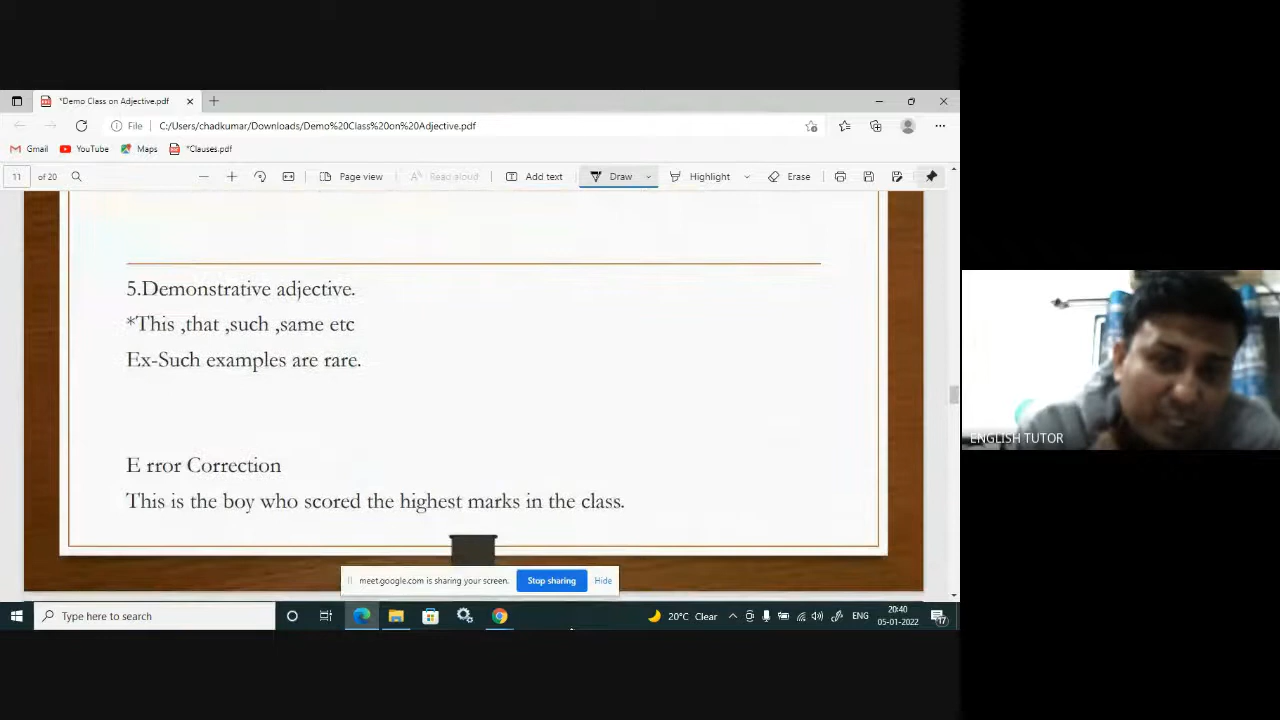 *Demo Class on Adjective.pdf
File C:/Users/chadkumar/Downloads/Demo%20Class%20on%20Adjective.pdf
Gmail YouTube Maps *Clauses.pdf
11 of 20 Page view Read aloud Add text Draw Highlight Erase
5.Demonstrative adjective.
*This ,that ,such ,same etc
Ex-Such examples are rare.
E rror Correction
This is the boy who scored the highest marks in the class.
ENGLISH TUTOR
meet.google.com is sharing your screen. Stop sharing Hide
Type here to search 20°C Clear ENG 20:40
05-01-2022 17